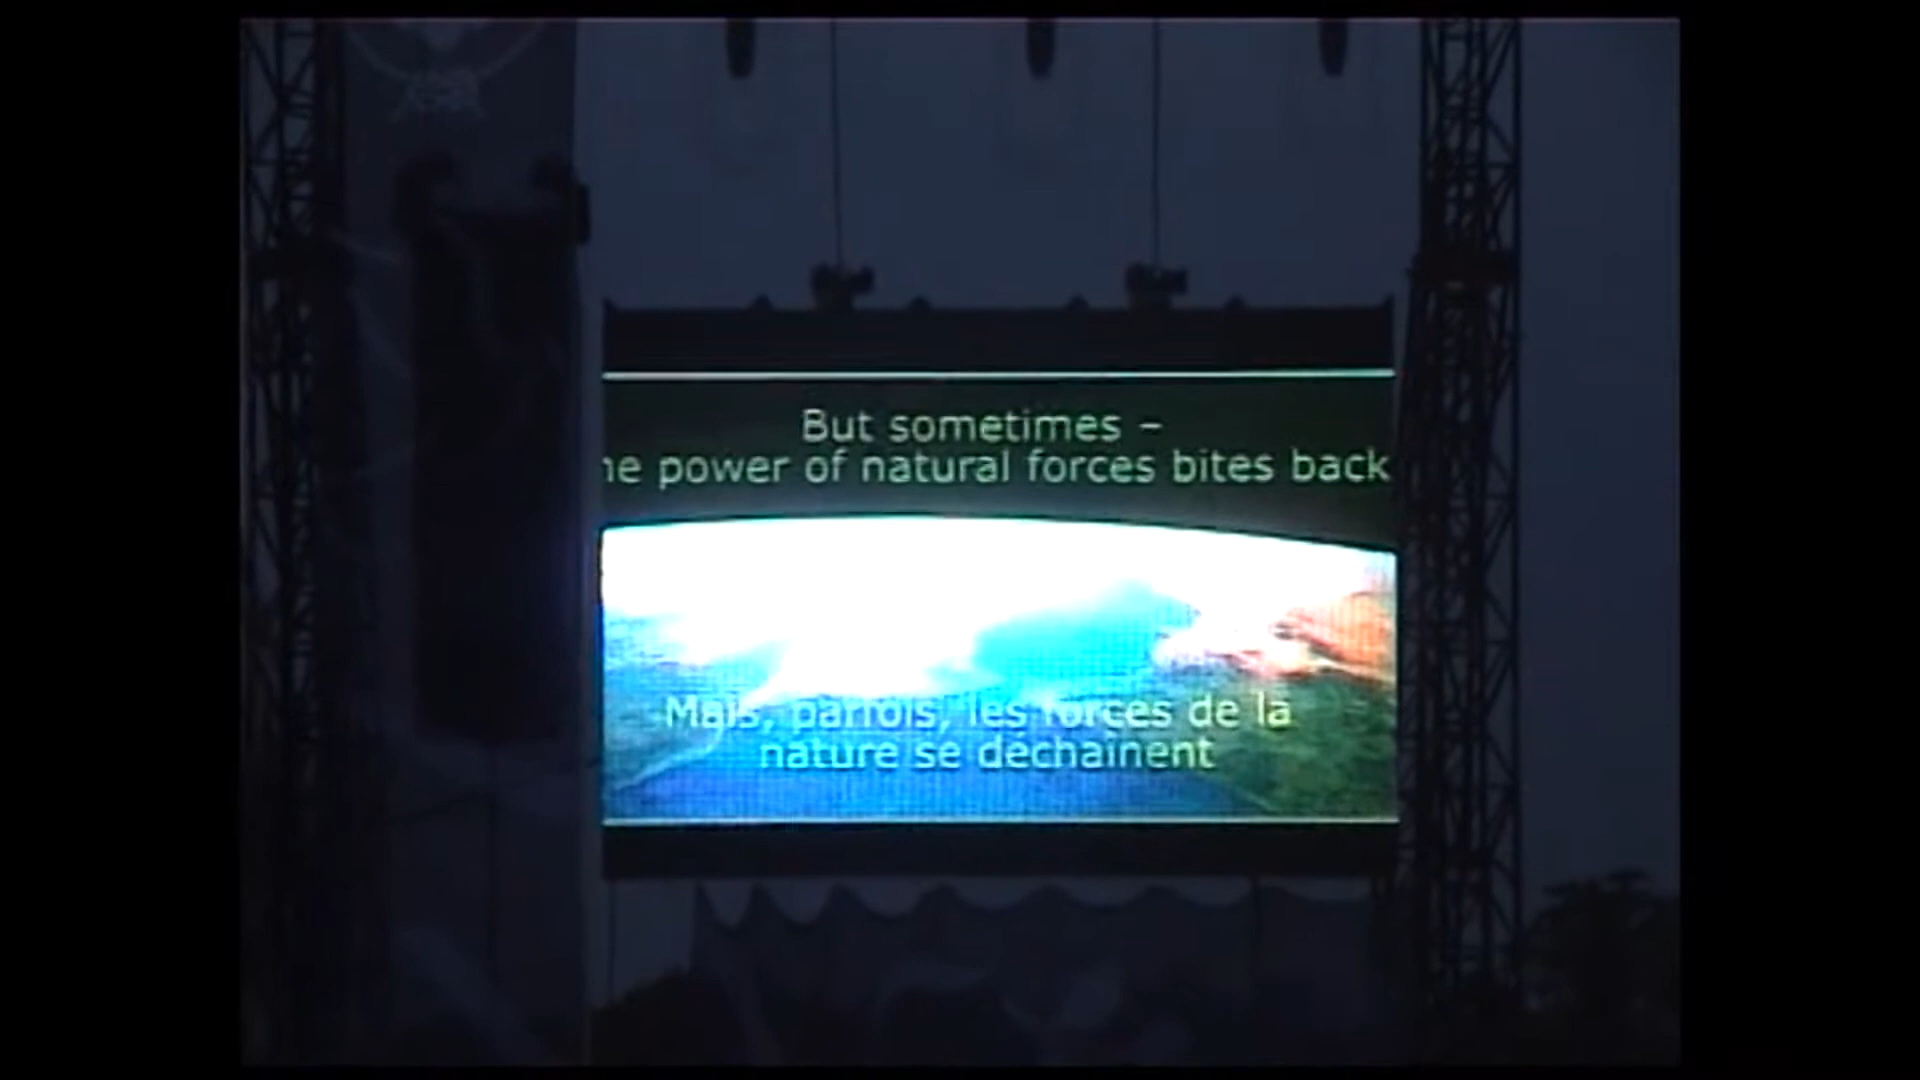 But sometimes –
he power of natural forces bites back
Mais, parfois, les forces de la
nature se déchaînent